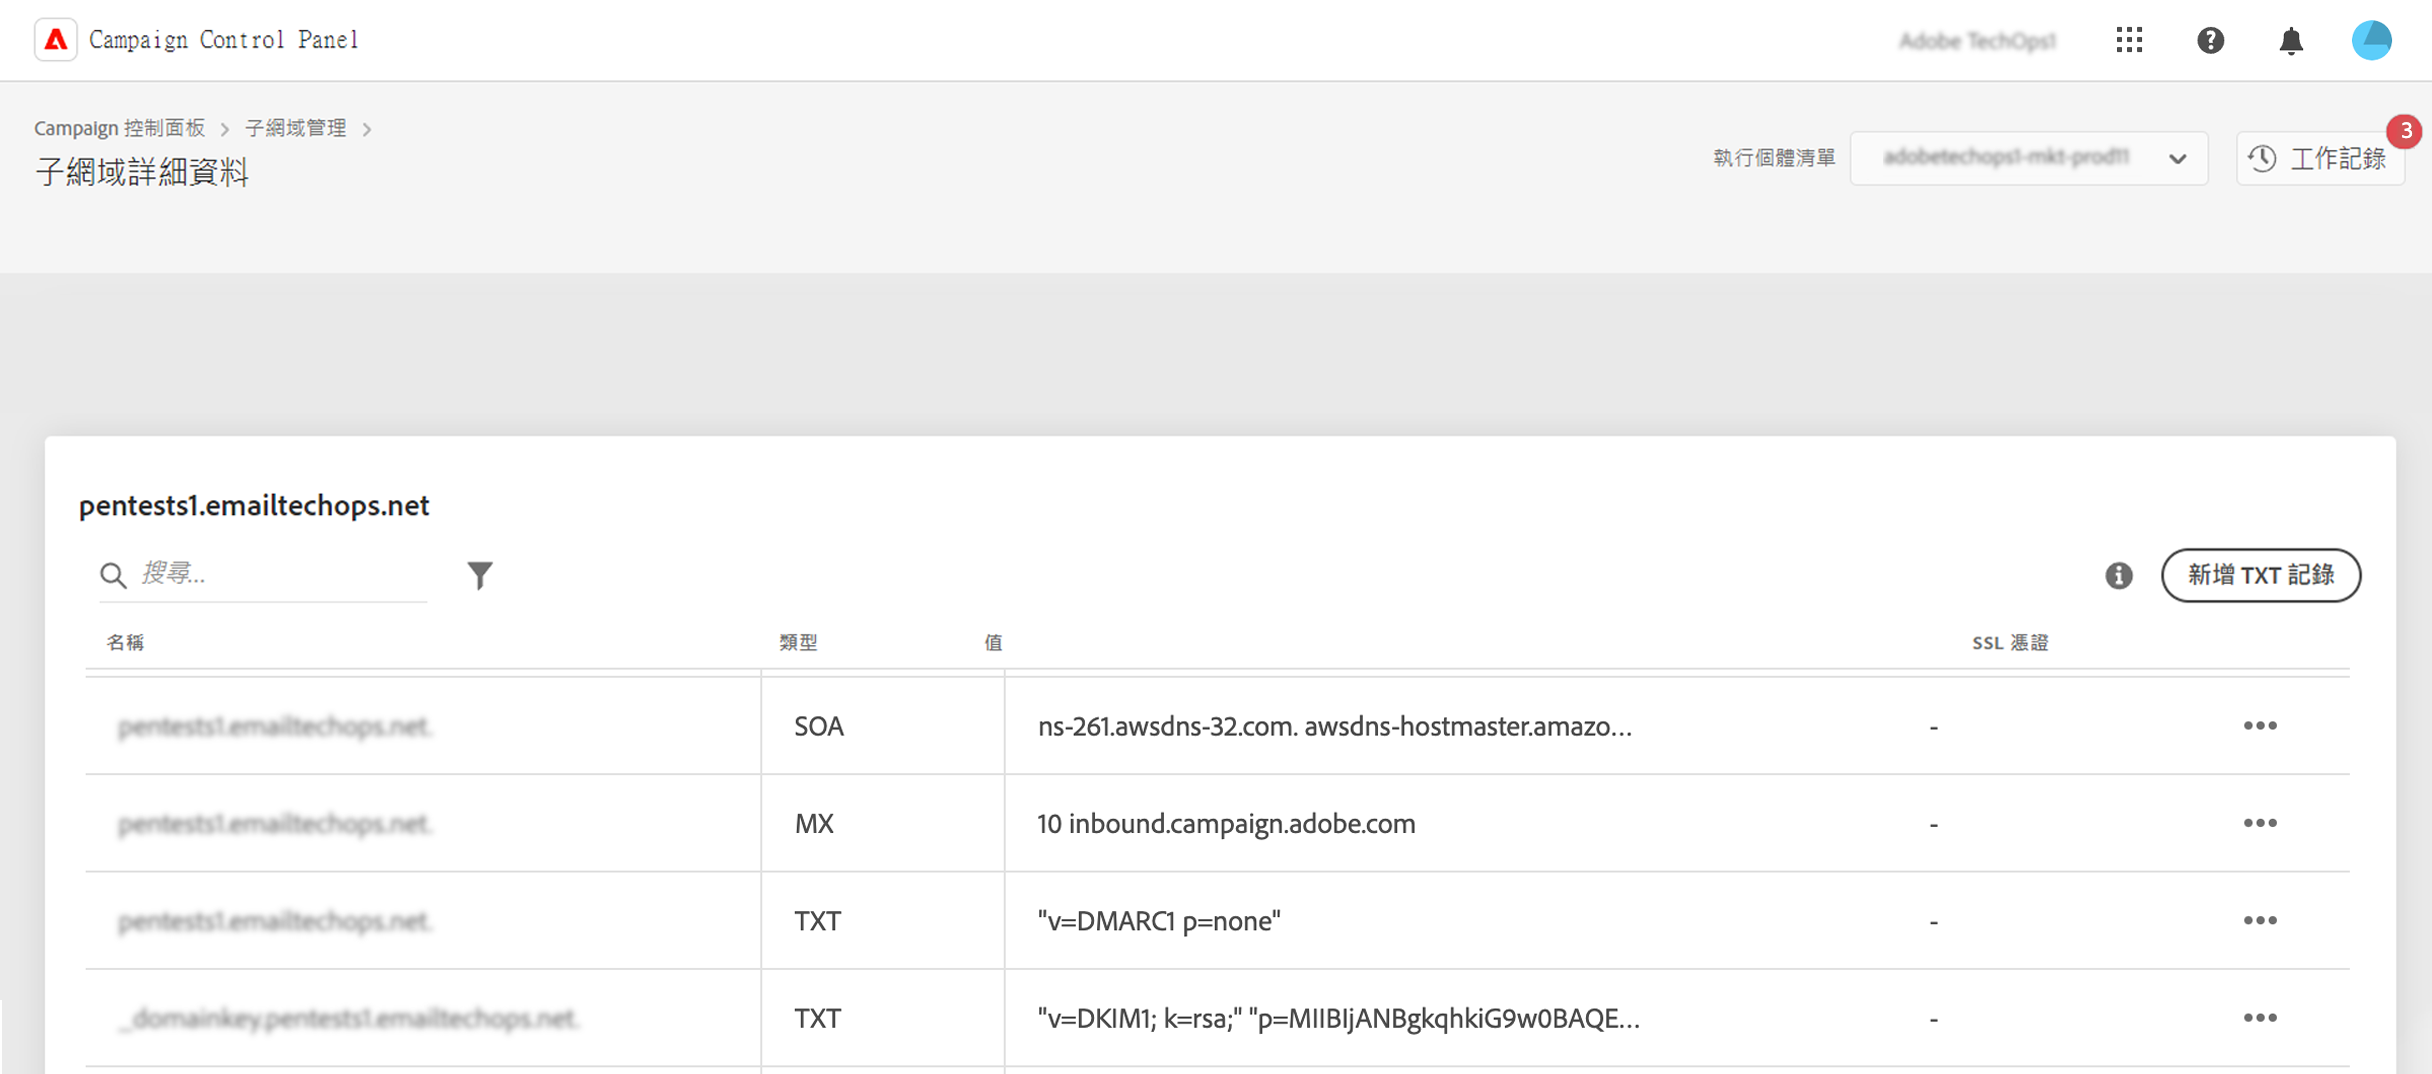 Campaign Control Panel
Adobe TechOps1
Campaign 控制面板 > 子網域管理 >
子網域詳細資料
執行個體清單
adobetechops1-mkt-prod11
工作記錄
3
pentests1.emailtechops.net
搜尋...
新增 TXT 記錄
名稱 類型 值 SSL 憑證
pentests1.emailtechops.net. SOA ns-261.awsdns-32.com. awsdns-hostmaster.amazo... -
pentests1.emailtechops.net. MX 10 inbound.campaign.adobe.com -
pentests1.emailtechops.net. TXT "v=DMARC1 p=none" -
_domainkey.pentests1.emailtechops.net. TXT "v=DKIM1; k=rsa;" "p=MIIBIjANBgkqhkiG9w0BAQE... -